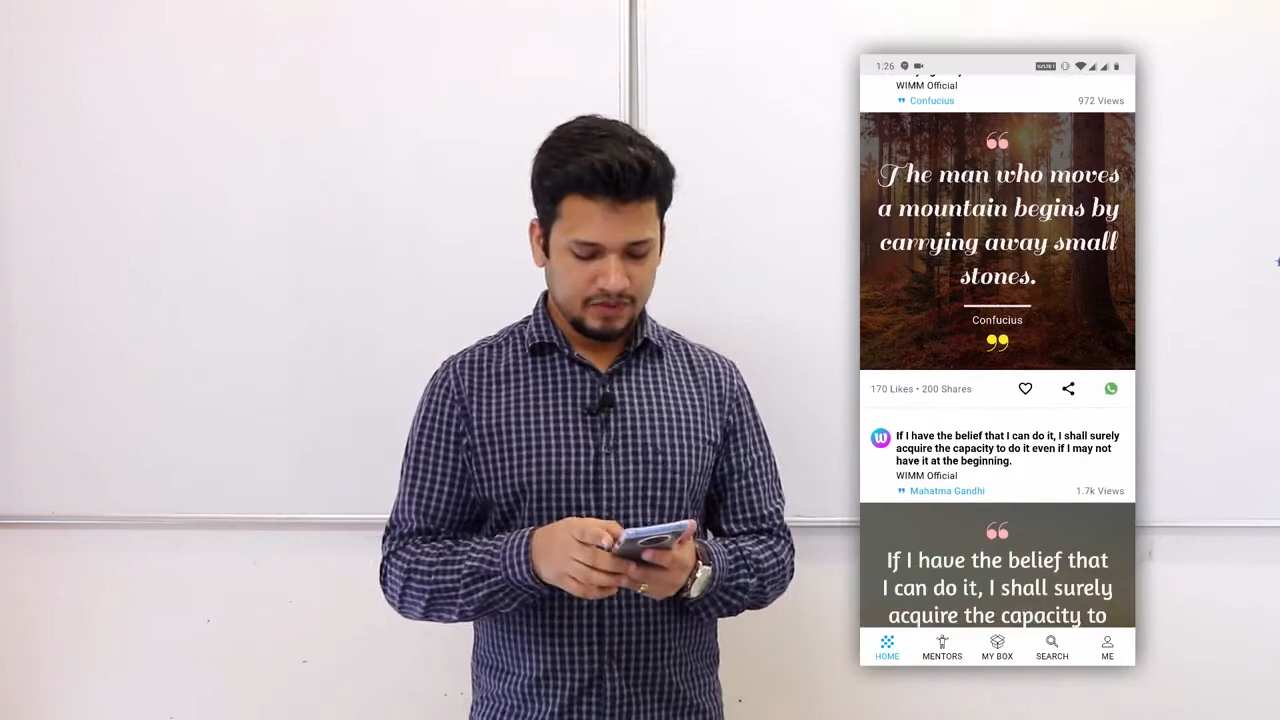 1:26
WIMM Official
Confucius 972 Views
The man who moves
a mountain begins by
carrying away small
stones.
Confucius
170 Likes • 200 Shares
If I have the belief that I can do it, I shall surely
acquire the capacity to do it even if I may not
have it at the beginning.
WIMM Official
Mahatma Gandhi 1.7k Views
If I have the belief that
I can do it, I shall surely
acquire the capacity to
HOME MENTORS MY BOX SEARCH ME